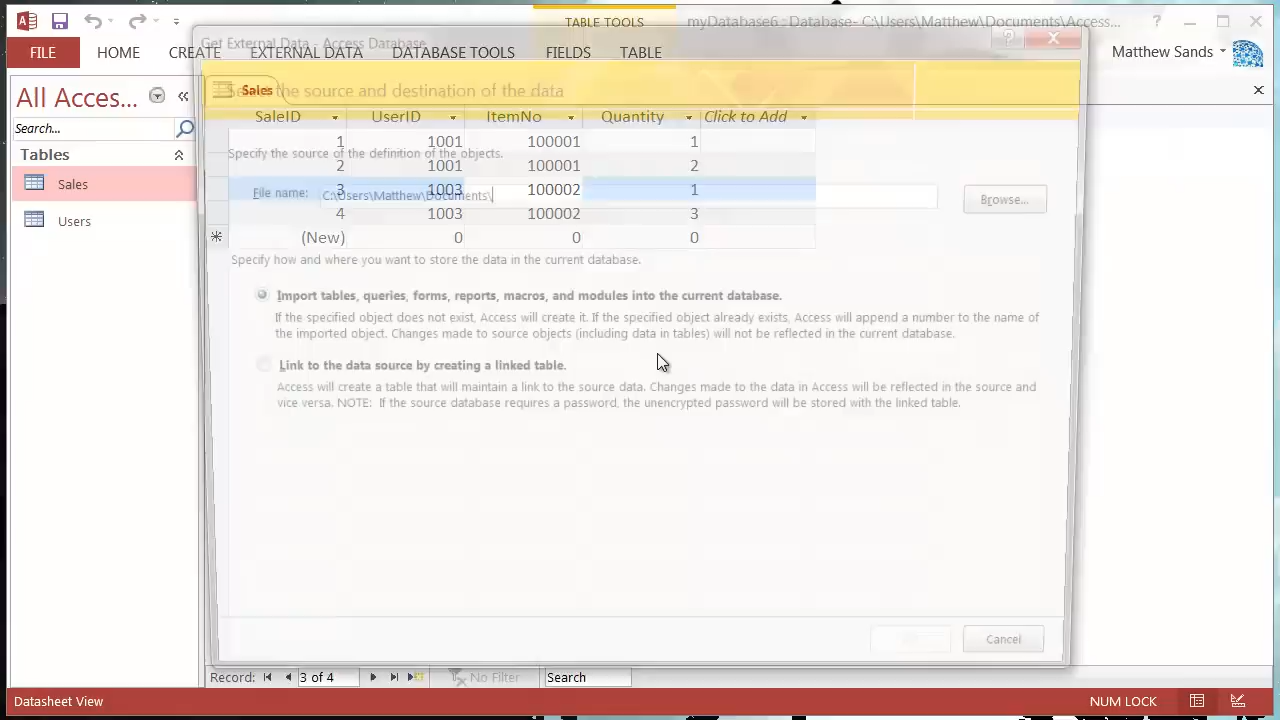 TABLE TOOLS
myDatabase6 : Database- C:\Users\Matthew\Documents\Access...
Get External Data - Access Database
FILE HOME CREATE EXTERNAL DATA DATABASE TOOLS FIELDS TABLE
Matthew Sands
All Acces...
Search...
Tables
Sales
Users
Sales
the source and destination of the data
SaleID UserID ItemNo Quantity Click to Add
1 1001 100001 1
Specify the source of the definition of the objects.
2 1001 100001 2
3 1003 100002 1
File name: C:\Users\Matthew\Documents\
Browse...
4 1003 100002 3
(New) 0 0 0
Specify how and where you want to store the data in the current database.
Import tables, queries, forms, reports, macros, and modules into the current database.
If the specified object does not exist, Access will create it. If the specified object already exists, Access will append a number to the name
of the imported object. Changes made to source objects (including data in tables) will not be reflected in the current database.
Link to the data source by creating a linked table.
Access will create a table that will maintain a link to the source data. Changes made to the data in Access will be reflected in the source and
vice versa. NOTE: If the source database requires a password, the unencrypted password will be stored with the linked table.
Cancel
Record: 3 of 4 No Filter Search
Datasheet View
NUM LOCK